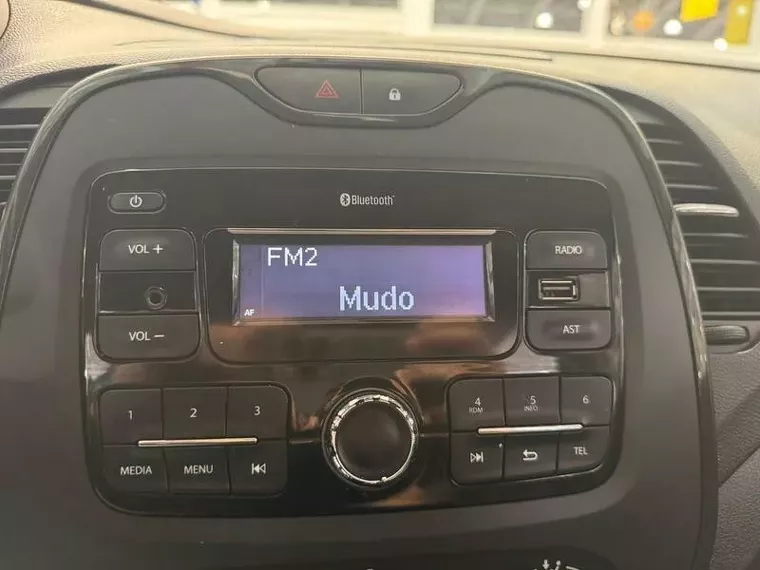 Bluetooth
VOL +
RADIO
FM2
Mudo
AF
VOL −
AST
1
2
3
4
RDM
5
INFO
6
MEDIA
MENU
TEL